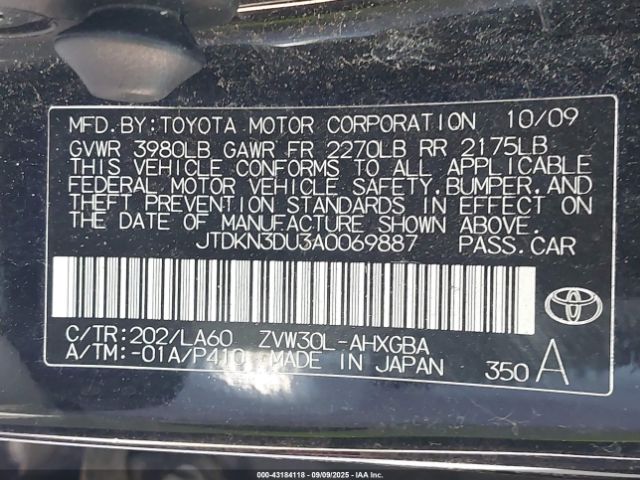 MFD.BY:TOYOTA MOTOR CORPORATION 10/09
GVWR 3980LB GAWR FR 2270LB RR 2175LB
THIS VEHICLE CONFORMS TO ALL APPLICABLE
FEDERAL MOTOR VEHICLE SAFETY,BUMPER,AND
THEFT PREVENTION STANDARDS IN EFFECT ON
THE DATE OF MANUFACTURE SHOWN ABOVE.
JTDKN3DU3A0069887 PASS.CAR
C/TR:202/LA60 ZVW30L-AHXGBA
A/TM:-01A/P410 MADE IN JAPAN 350 A
000-43184118 - 09/09/2025 - IAA Inc.